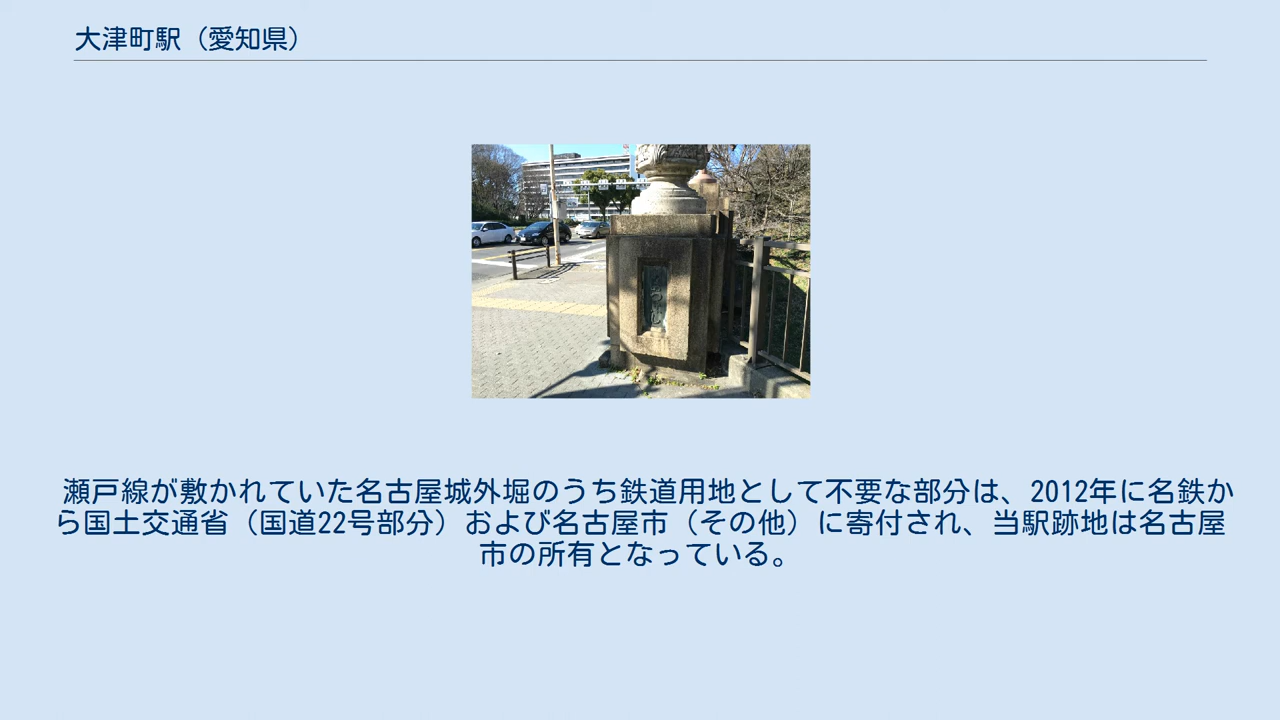 大津町駅（愛知県）
瀬戸線が敷かれていた名古屋城外堀のうち鉄道用地として不要な部分は、2012年に名鉄か
ら国土交通省（国道22号部分）および名古屋市（その他）に寄付され、当駅跡地は名古屋
市の所有となっている。